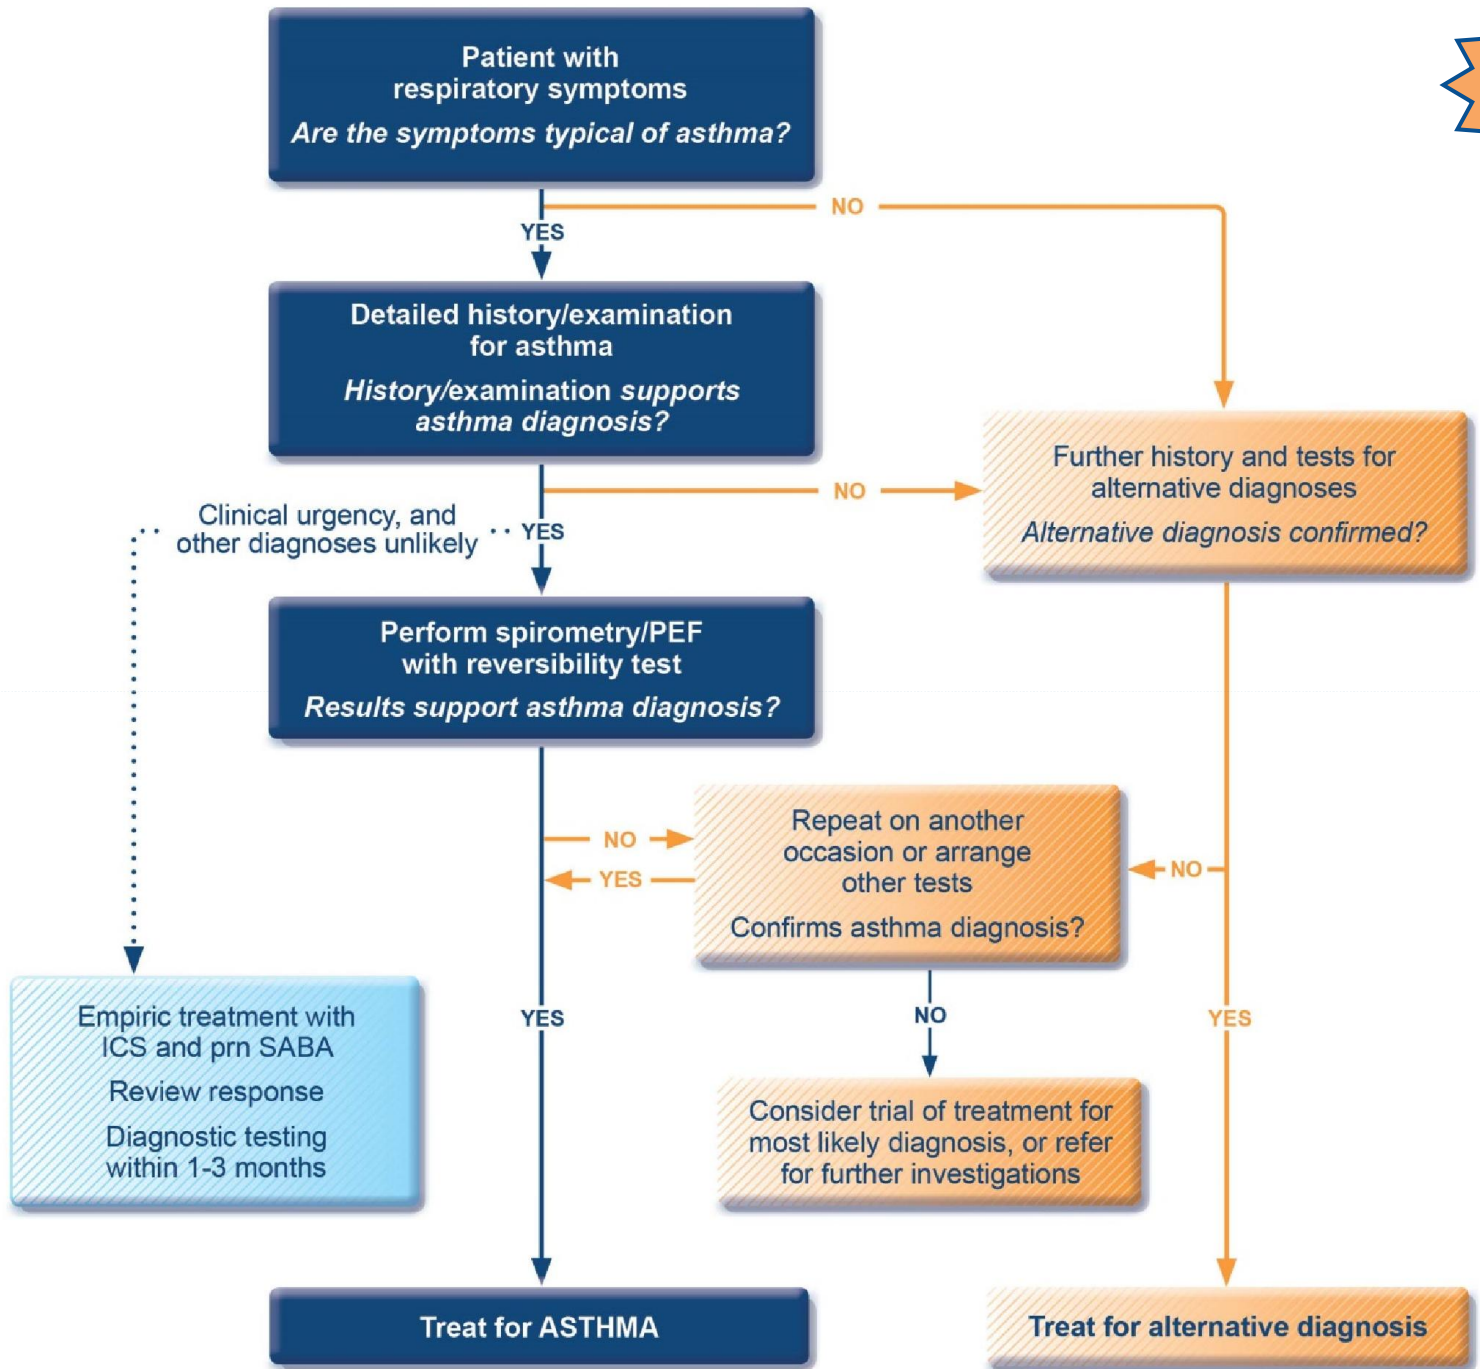 Patient with
respiratory symptoms
Are the symptoms typical of asthma?
NO
YES
Detailed history/examination
for asthma
History/examination supports
asthma diagnosis?
NO
Further history and tests for
alternative diagnoses
Alternative diagnosis confirmed?
Clinical urgency, and
other diagnoses unlikely
YES
Perform spirometry/PEF
with reversibility test
Results support asthma diagnosis?
NO
YES
Repeat on another
occasion or arrange
other tests
Confirms asthma diagnosis?
NO
Empiric treatment with
ICS and prn SABA
Review response
Diagnostic testing
within 1-3 months
YES
NO
YES
Consider trial of treatment for
most likely diagnosis, or refer
for further investigations
Treat for ASTHMA
Treat for alternative diagnosis